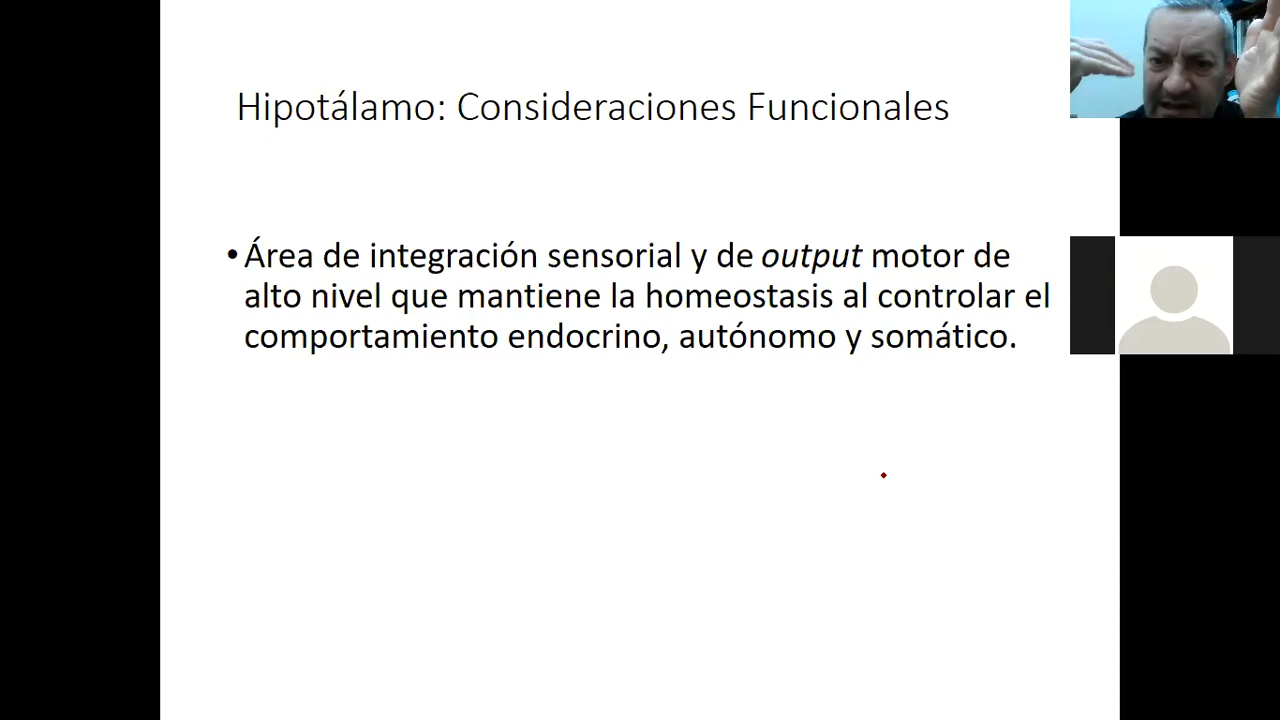 Hipotálamo: Consideraciones Funcionales
• Área de integración sensorial y de output motor de
alto nivel que mantiene la homeostasis al controlar el
comportamiento endocrino, autónomo y somático.